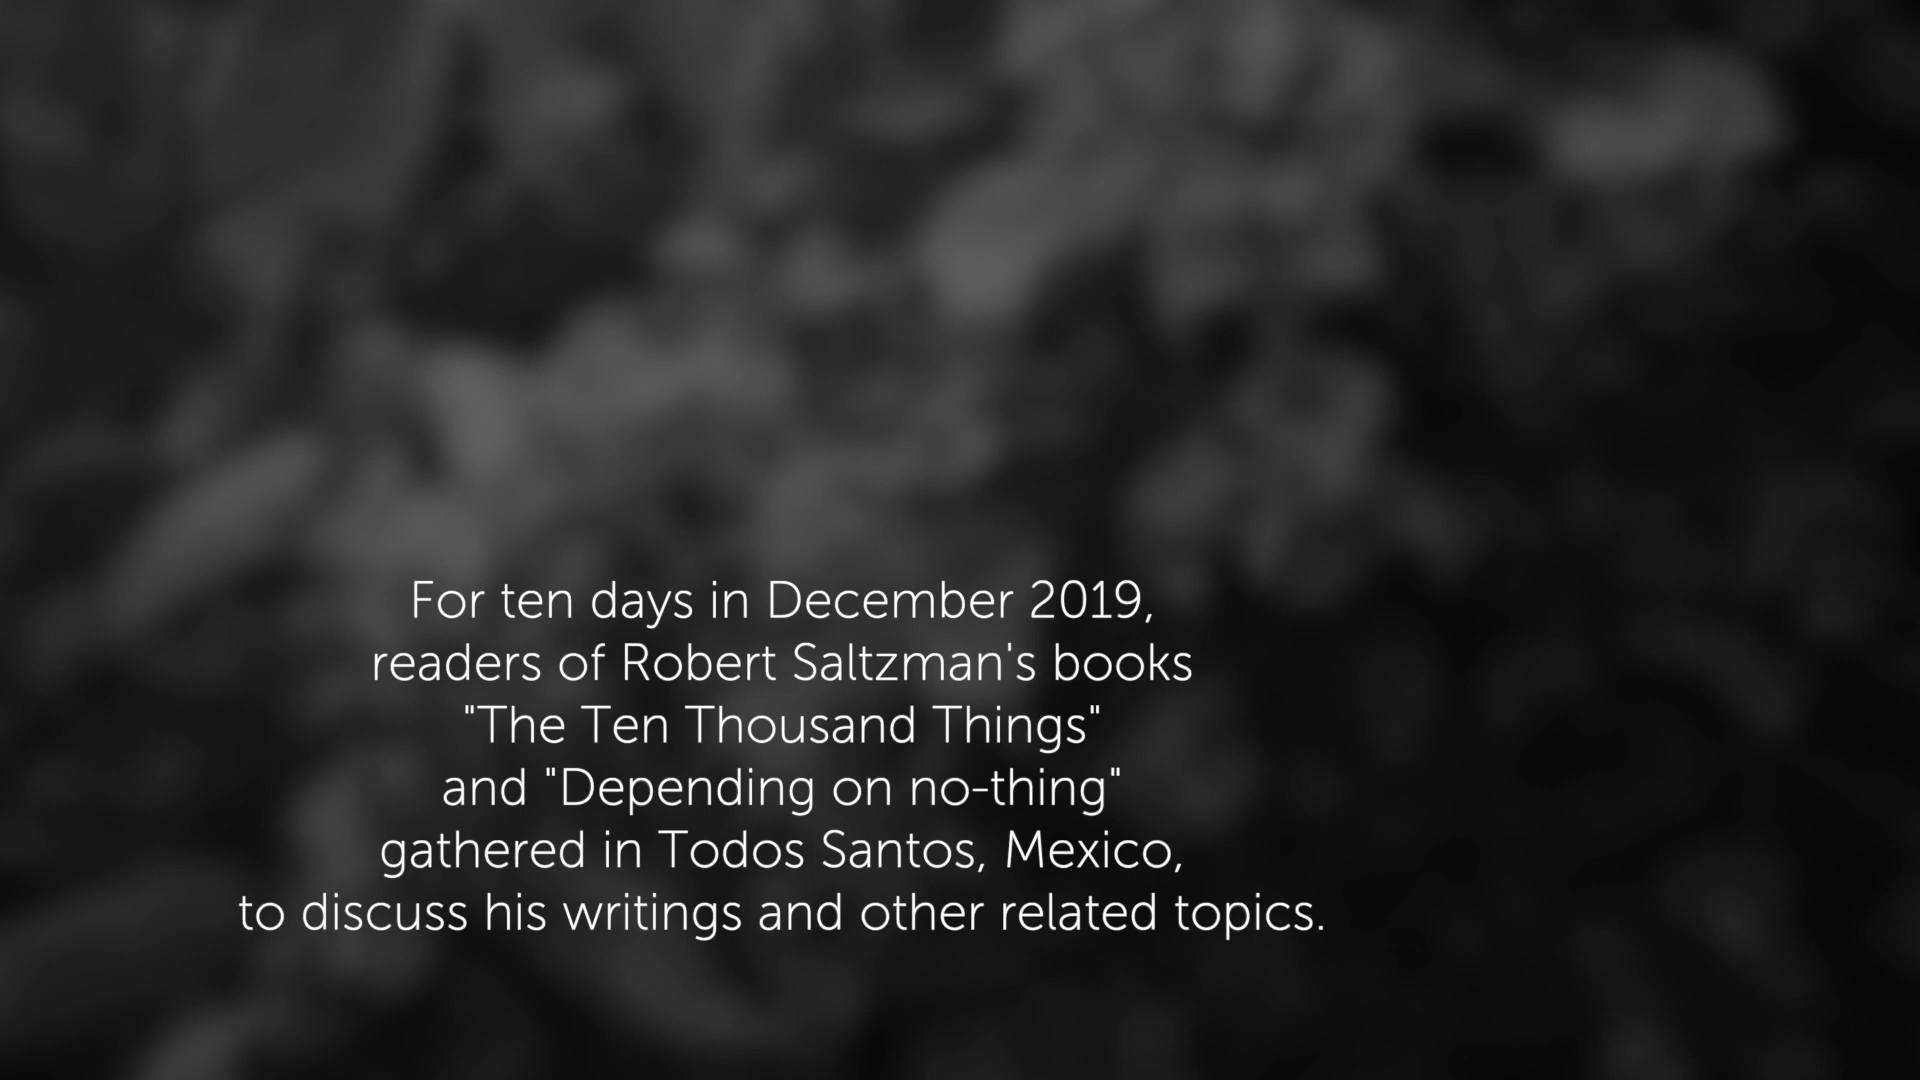 For ten days in December 2019,
readers of Robert Saltzman's books
"The Ten Thousand Things"
and "Depending on no-thing"
gathered in Todos Santos, Mexico,
to discuss his writings and other related topics.